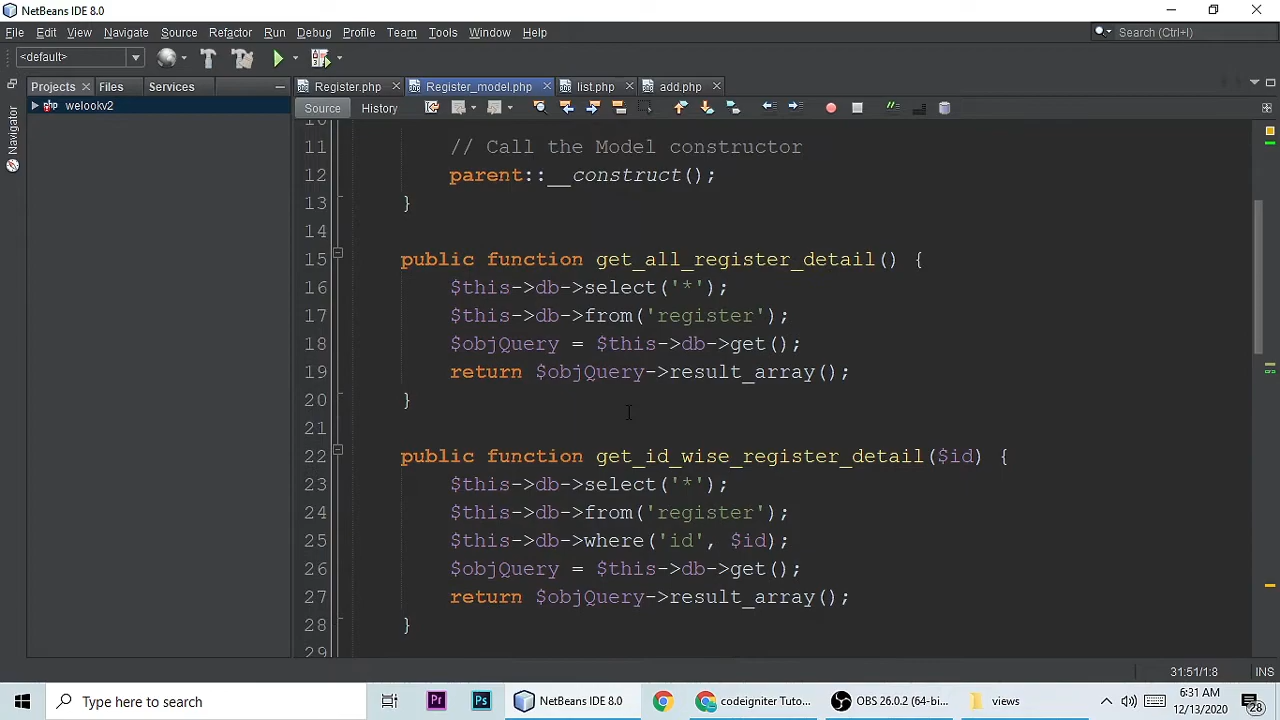 NetBeans IDE 8.0
File Edit View Navigate Source Refactor Run Debug Profile Team Tools Window Help
Search (Ctrl+I)
<default>
Projects Files Services
Register.php Register_model.php list.php add.php
welookv2
Navigator
Source History
10
11 // Call the Model constructor
12 parent::__construct();
13 }
14
15 public function get_all_register_detail() {
16 $this->db->select('*');
17 $this->db->from('register');
18 $objQuery = $this->db->get();
19 return $objQuery->result_array();
20 }
21
22 public function get_id_wise_register_detail($id) {
23 $this->db->select('*');
24 $this->db->from('register');
25 $this->db->where('id', $id);
26 $objQuery = $this->db->get();
27 return $objQuery->result_array();
28 }
29
31:51/1:8 INS
Type here to search
Pr
Ps
NetBeans IDE 8.0
codeigniter Tuto...
OBS 26.0.2 (64-bi...
views
6:31 AM
12/13/2020
28